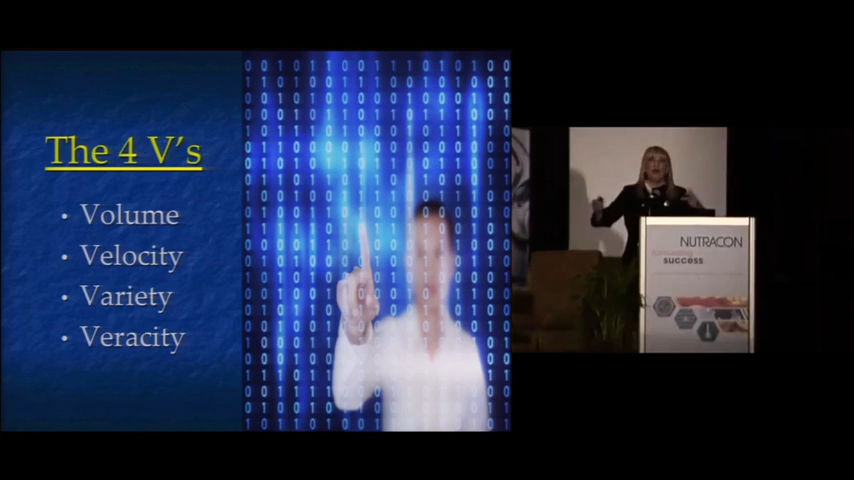 The 4 V's
• Volume
• Velocity
• Variety
• Veracity
NUTRACON
success